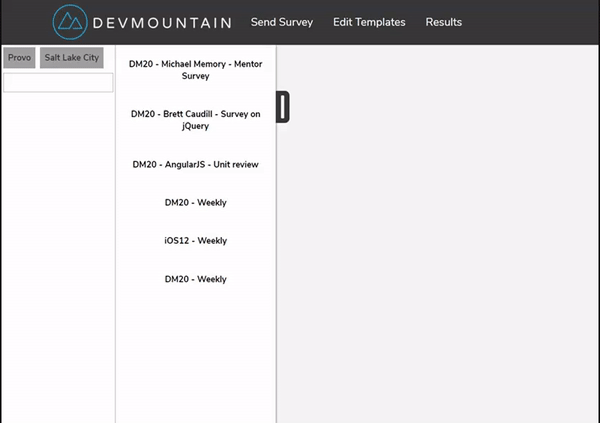 DEVMOUNTAIN
Send Survey
Edit Templates
Results
Provo
Salt Lake City
DM20 - Michael Memory - Mentor
Survey
DM20 - Brett Caudill - Survey on
jQuery
DM20 - AngularJS - Unit review
DM20 - Weekly
iOS12 - Weekly
DM20 - Weekly